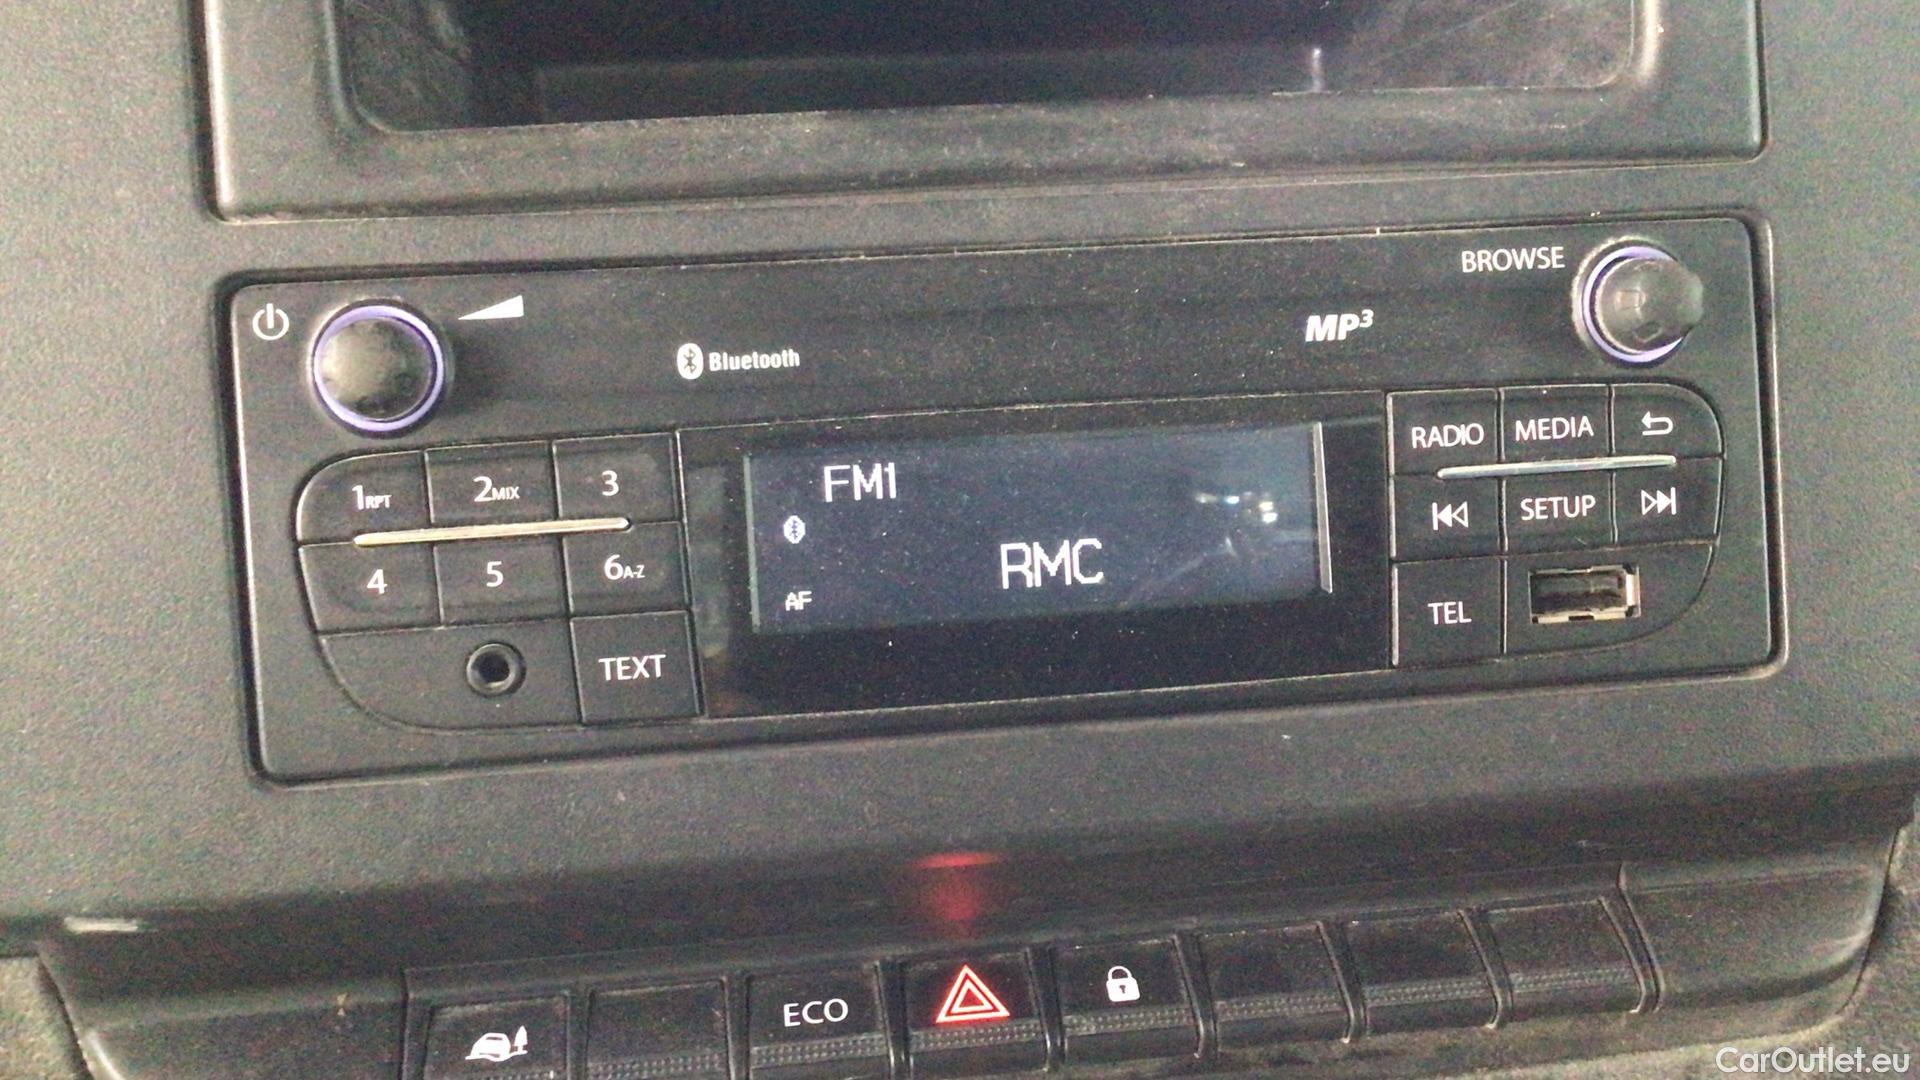 BROWSE
MP3
Bluetooth
1RPT 2MIX 3
4 5 6A-Z
TEXT
FM1
RMC
AF
RADIO MEDIA
SETUP
TEL
ECO
CarOutlet.eu